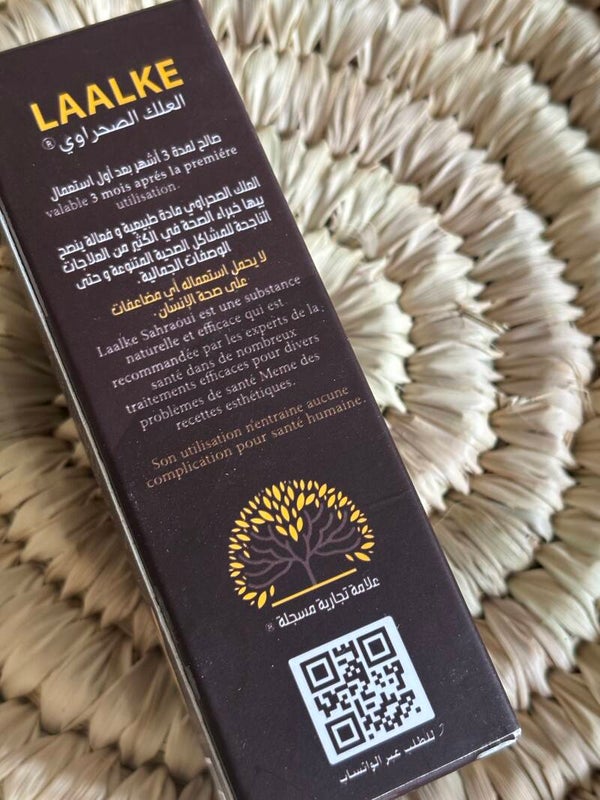 LAALKE
العلك الصحراوي ®
صالح لمدة 3 أشهر بعد أول استعمال
valable 3 mois aprés la premiére
utilisation.
العلك الصحراوي مادة طبيعية و فعالة ينصح
بيها خبراء الصحة في الكثير من العلاجات
الناجحة للمشاكل الصحية المتنوعة و حتى
الوصفات الجمالية.
لا يحمل استعماله أي مضاعفات
على صحة الإنسان.
Laalke Sahraoui est une substance
naturelle et efficace qui est
recommandée par les experts de la
santé dans de nombreux
traitements efficaces pour divers
problèmes de santé Meme des
recettes esthétiques.
Son utilisation n'entraine aucune
complication pour santé humaine.
علامة تجارية مسجلة ®
للطلب عبر الواتساب